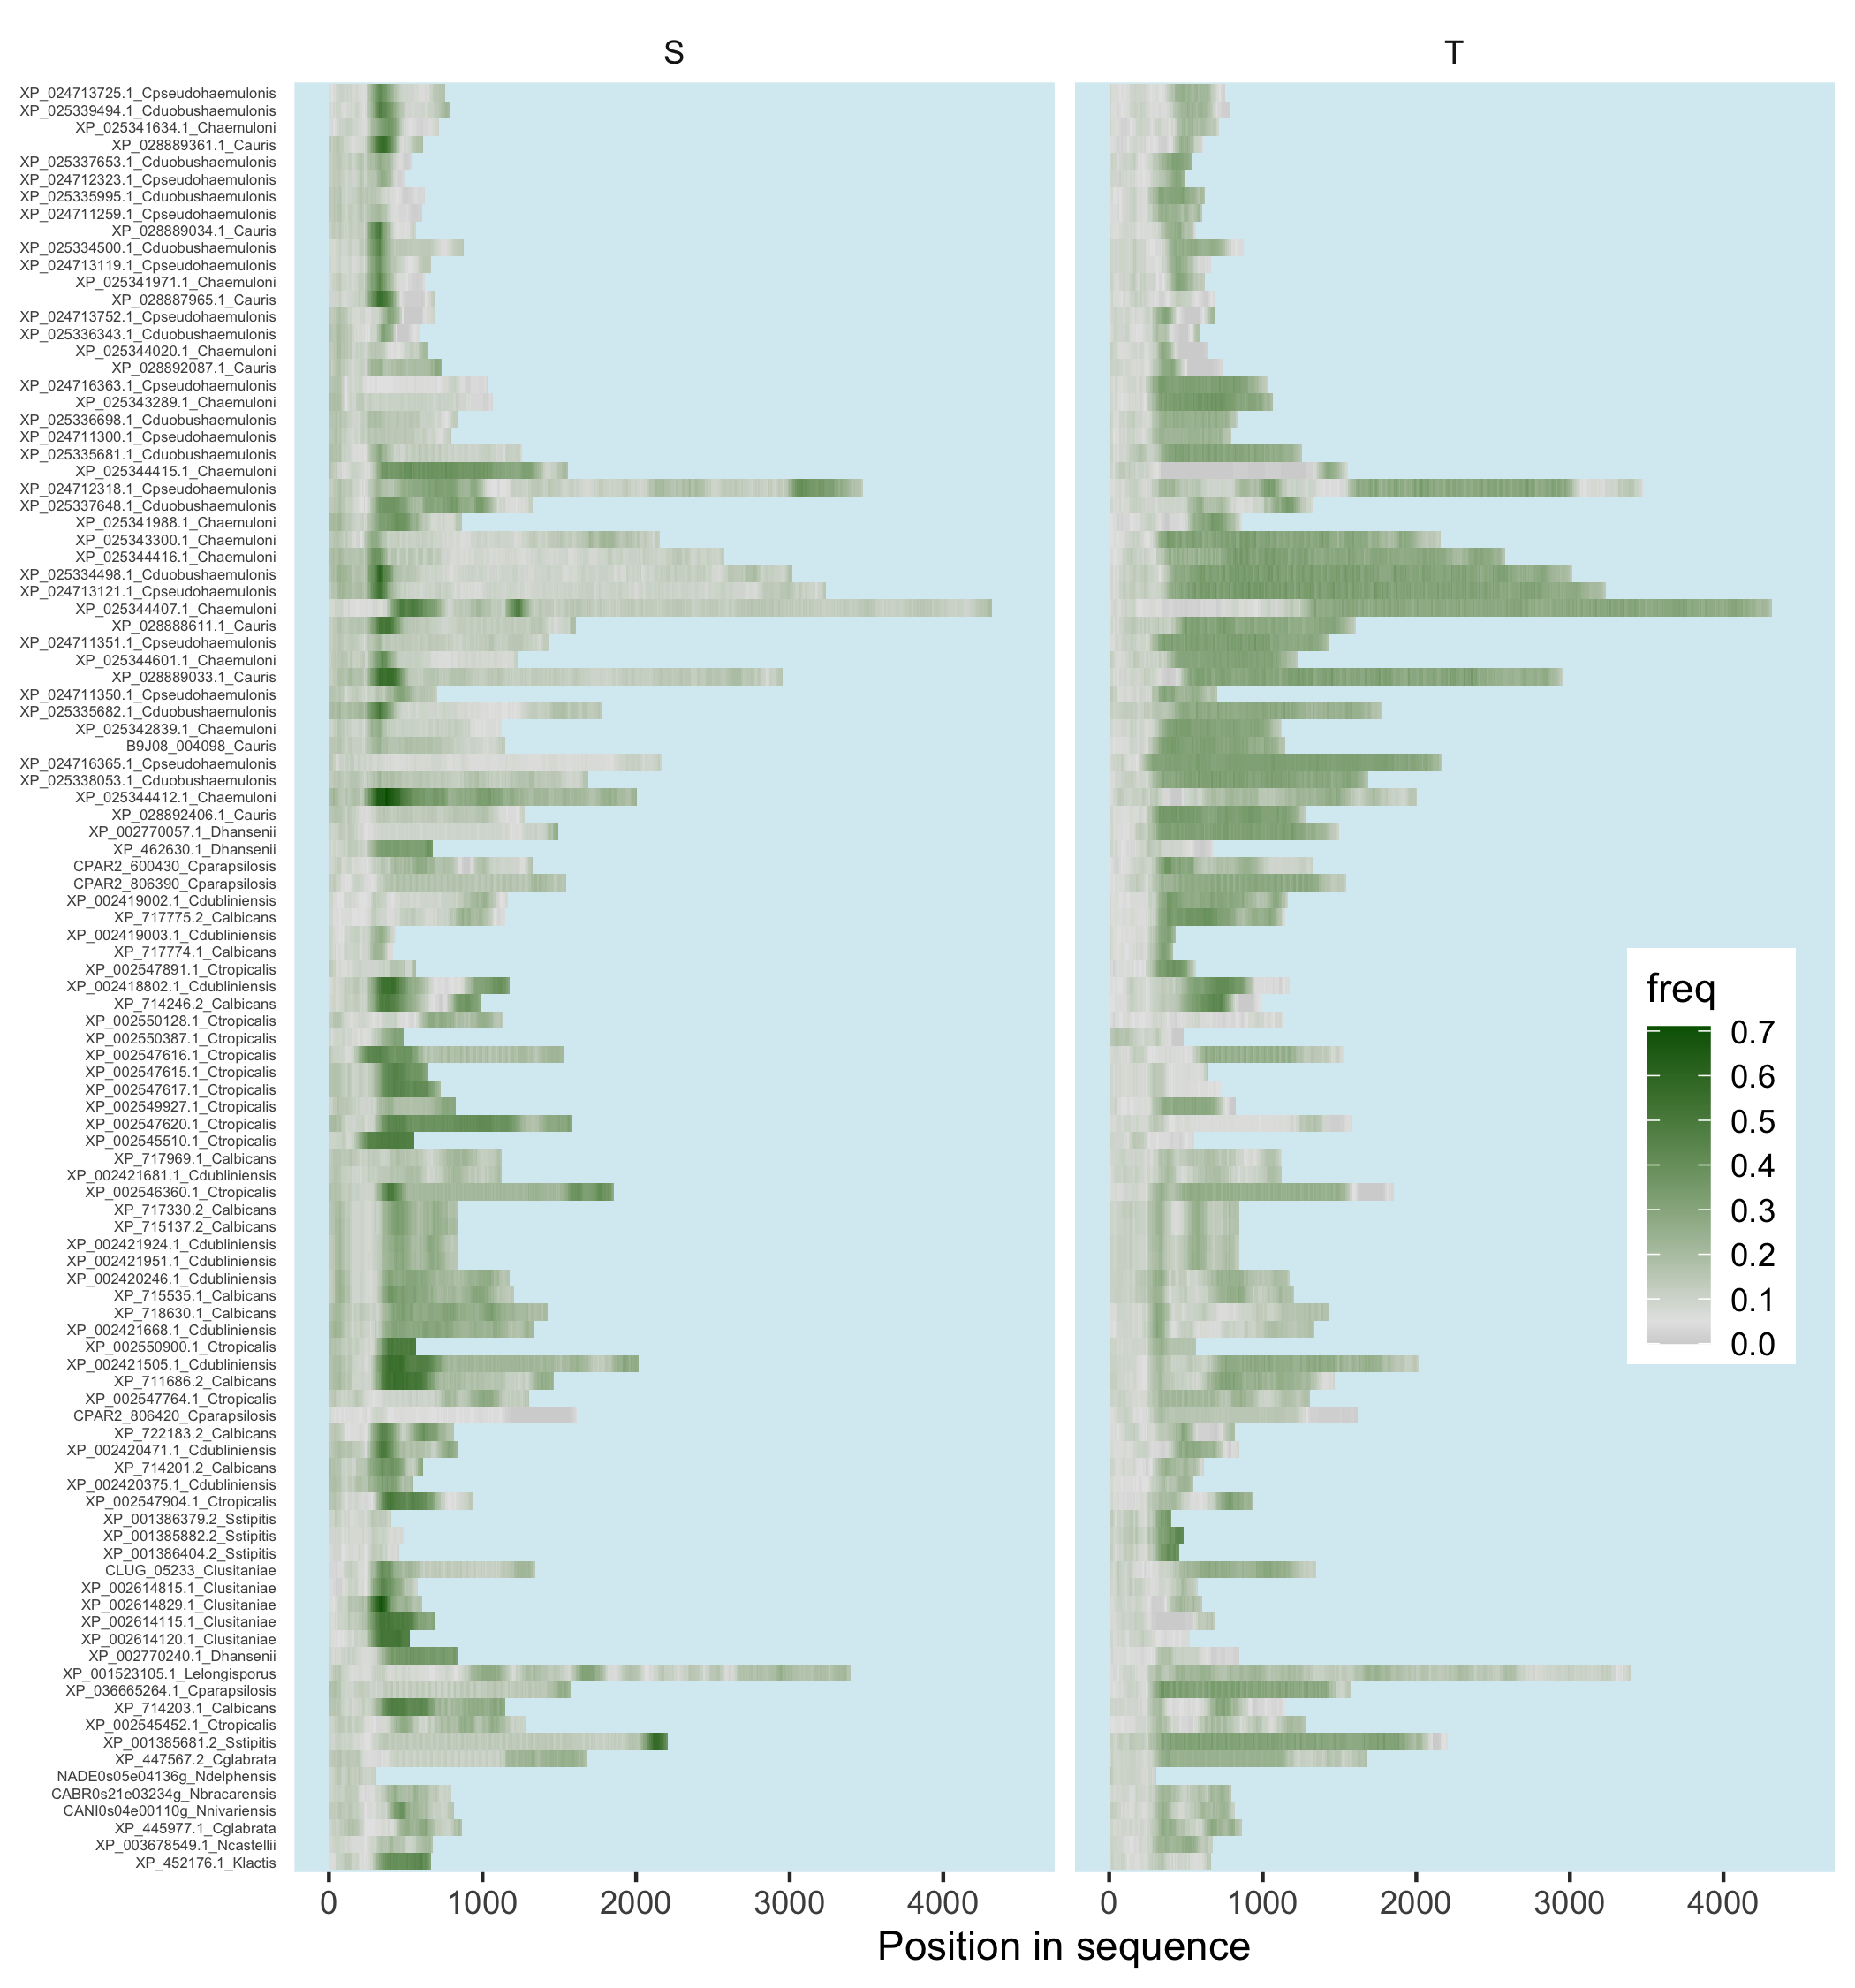 S T
XP_024713725.1_Cpseudohaemulonis
XP_025339494.1_Cduobushaemulonis
XP_025341634.1_Chaemuloni
XP_028889361.1_Cauris
XP_025337653.1_Cduobushaemulonis
XP_024712323.1_Cpseudohaemulonis
XP_025335995.1_Cduobushaemulonis
XP_024711259.1_Cpseudohaemulonis
XP_028889034.1_Cauris
XP_025334500.1_Cduobushaemulonis
XP_024713119.1_Cpseudohaemulonis
XP_025341971.1_Chaemuloni
XP_028887965.1_Cauris
XP_024713752.1_Cpseudohaemulonis
XP_025336343.1_Cduobushaemulonis
XP_025344020.1_Chaemuloni
XP_028892087.1_Cauris
XP_024716363.1_Cpseudohaemulonis
XP_025343289.1_Chaemuloni
XP_025336698.1_Cduobushaemulonis
XP_024711300.1_Cpseudohaemulonis
XP_025335681.1_Cduobushaemulonis
XP_025344415.1_Chaemuloni
XP_024712318.1_Cpseudohaemulonis
XP_025337648.1_Cduobushaemulonis
XP_025341988.1_Chaemuloni
XP_025343300.1_Chaemuloni
XP_025344416.1_Chaemuloni
XP_025334498.1_Cduobushaemulonis
XP_024713121.1_Cpseudohaemulonis
XP_025344407.1_Chaemuloni
XP_028888611.1_Cauris
XP_024711351.1_Cpseudohaemulonis
XP_025344601.1_Chaemuloni
XP_028889033.1_Cauris
XP_024711350.1_Cpseudohaemulonis
XP_025335682.1_Cduobushaemulonis
XP_025342839.1_Chaemuloni
B9J08_004098_Cauris
XP_024716365.1_Cpseudohaemulonis
XP_025338053.1_Cduobushaemulonis
XP_025344412.1_Chaemuloni
XP_028892406.1_Cauris
XP_002770057.1_Dhansenii
XP_462630.1_Dhansenii
CPAR2_600430_Cparapsilosis
CPAR2_806390_Cparapsilosis
XP_002419002.1_Cdubliniensis
XP_717775.2_Calbicans
XP_002419003.1_Cdubliniensis
XP_717774.1_Calbicans
XP_002547891.1_Ctropicalis
XP_002418802.1_Cdubliniensis
XP_714246.2_Calbicans
XP_002550128.1_Ctropicalis
XP_002550387.1_Ctropicalis
XP_002547616.1_Ctropicalis
XP_002547615.1_Ctropicalis
XP_002547617.1_Ctropicalis
XP_002549927.1_Ctropicalis
XP_002547620.1_Ctropicalis
XP_002545510.1_Ctropicalis
XP_717969.1_Calbicans
XP_002421681.1_Cdubliniensis
XP_002546360.1_Ctropicalis
XP_717330.2_Calbicans
XP_715137.2_Calbicans
XP_002421924.1_Cdubliniensis
XP_002421951.1_Cdubliniensis
XP_002420246.1_Cdubliniensis
XP_715535.1_Calbicans
XP_718630.1_Calbicans
XP_002421668.1_Cdubliniensis
XP_002550900.1_Ctropicalis
XP_002421505.1_Cdubliniensis
XP_711686.2_Calbicans
XP_002547764.1_Ctropicalis
CPAR2_806420_Cparapsilosis
XP_722183.2_Calbicans
XP_002420471.1_Cdubliniensis
XP_714201.2_Calbicans
XP_002420375.1_Cdubliniensis
XP_002547904.1_Ctropicalis
XP_001386379.2_Sstipitis
XP_001385882.2_Sstipitis
XP_001386404.2_Sstipitis
CLUG_05233_Clusitaniae
XP_002614815.1_Clusitaniae
XP_002614829.1_Clusitaniae
XP_002614115.1_Clusitaniae
XP_002614120.1_Clusitaniae
XP_002770240.1_Dhansenii
XP_001523105.1_Lelongisporus
XP_036665264.1_Cparapsilosis
XP_714203.1_Calbicans
XP_002545452.1_Ctropicalis
XP_001385681.2_Sstipitis
XP_447567.2_Cglabrata
NADE0s05e04136g_Ndelphensis
CABR0s21e03234g_Nbracarensis
CANI0s04e00110g_Nnivariensis
XP_445977.1_Cglabrata
XP_003678549.1_Ncastellii
XP_452176.1_Klactis
freq
0.7
0.6
0.5
0.4
0.3
0.2
0.1
0.0
0 1000 2000 3000 4000 0 1000 2000 3000 4000
Position in sequence